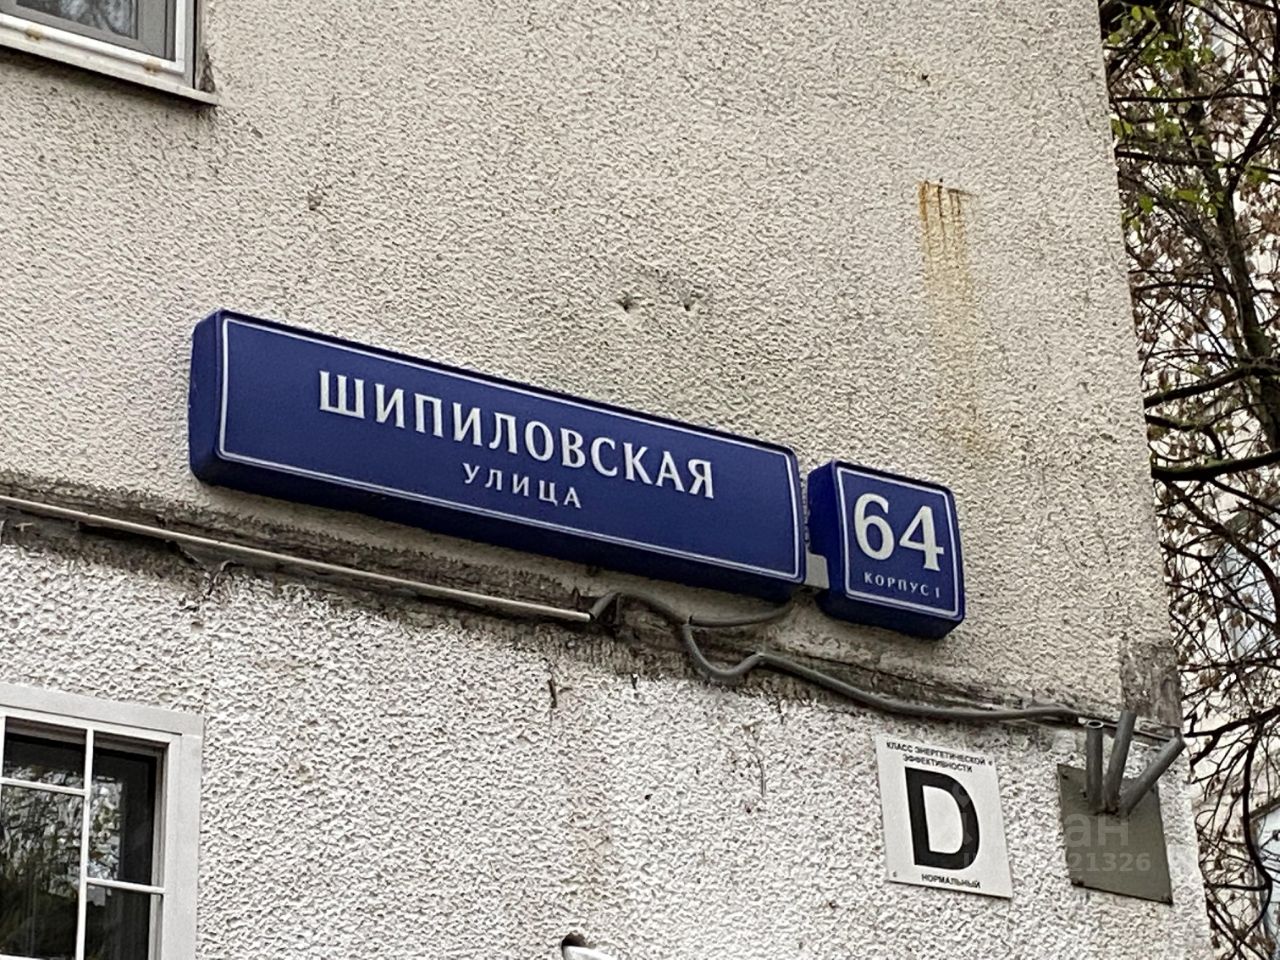 ШИПИЛОВСКАЯ
УЛИЦА
64
КОРПУС 1
КЛАСС ЭНЕРГЕТИЧЕСКОЙ
ЭФФЕКТИВНОСТИ
D
НОРМАЛЬНЫЙ